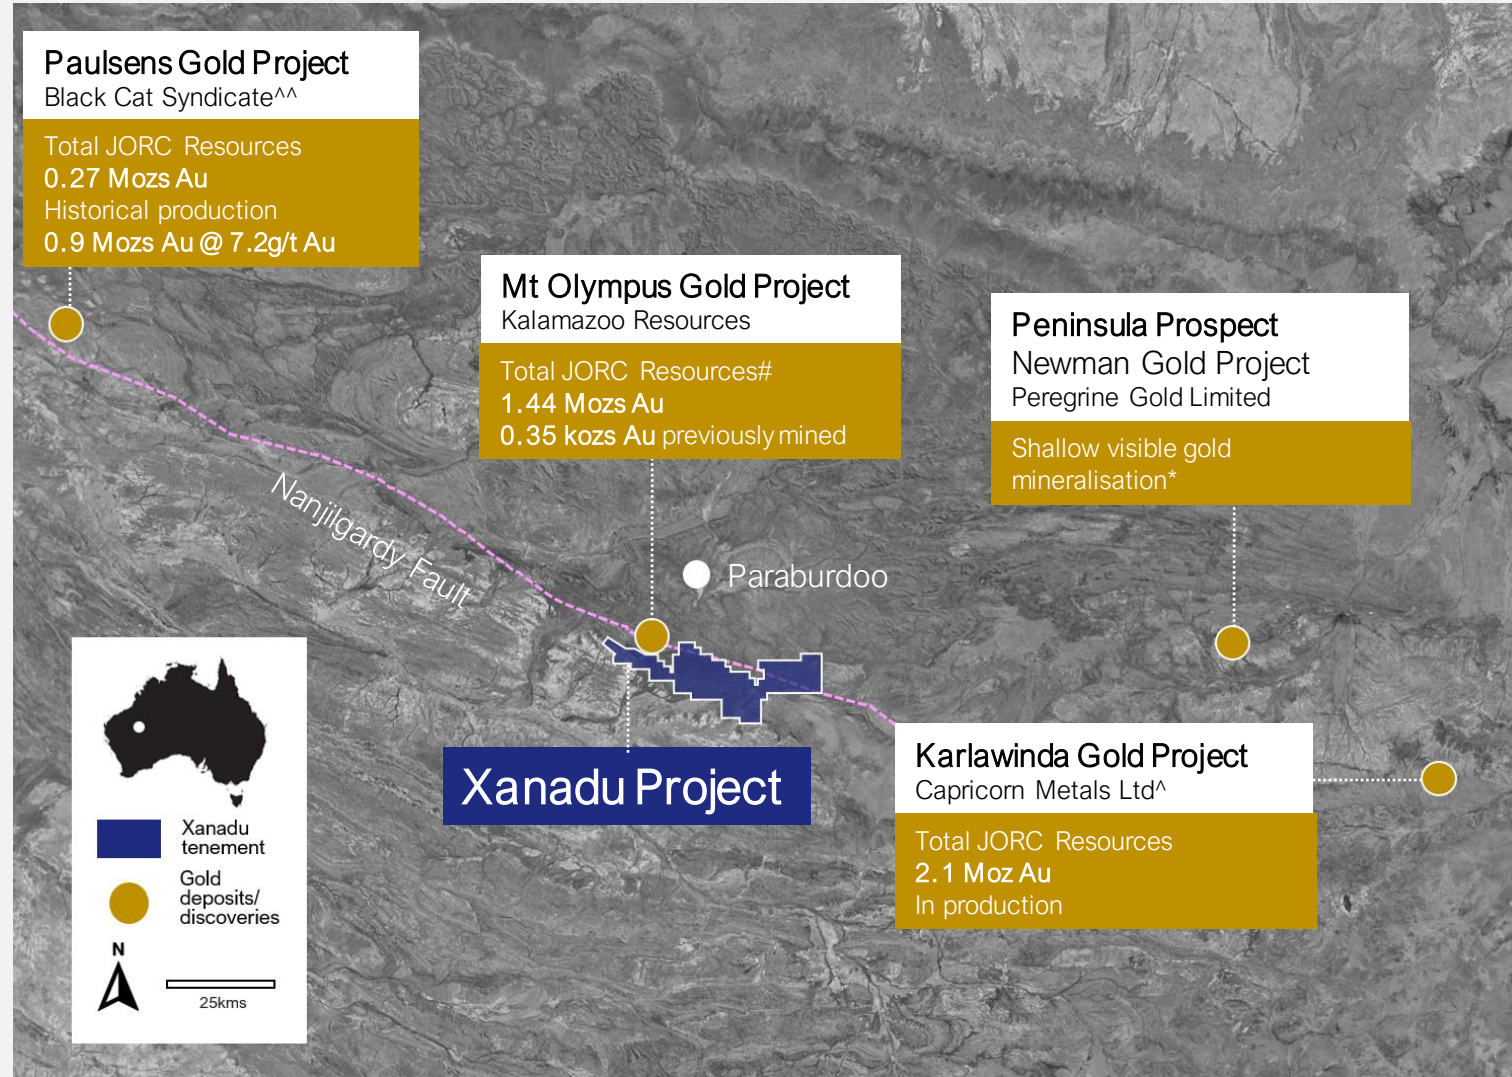 Paulsens Gold Project
Black Cat Syndicate^^
Total JORC Resources
0.27 Mozs Au
Historical production
0.9 Mozs Au @ 7.2g/t Au
Mt Olympus Gold Project
Kalamazoo Resources
Total JORC Resources#
1.44 Mozs Au
0.35 kozs Au previously mined
Peninsula Prospect
Newman Gold Project
Peregrine Gold Limited
Shallow visible gold
mineralisation*
Nanjilgardy Fault
Paraburdoo
Xanadu Project
Karlawinda Gold Project
Capricorn Metals Ltd^
Total JORC Resources
2.1 Moz Au
In production
Xanadu
tenement
Gold
deposits/
discoveries
N
25kms